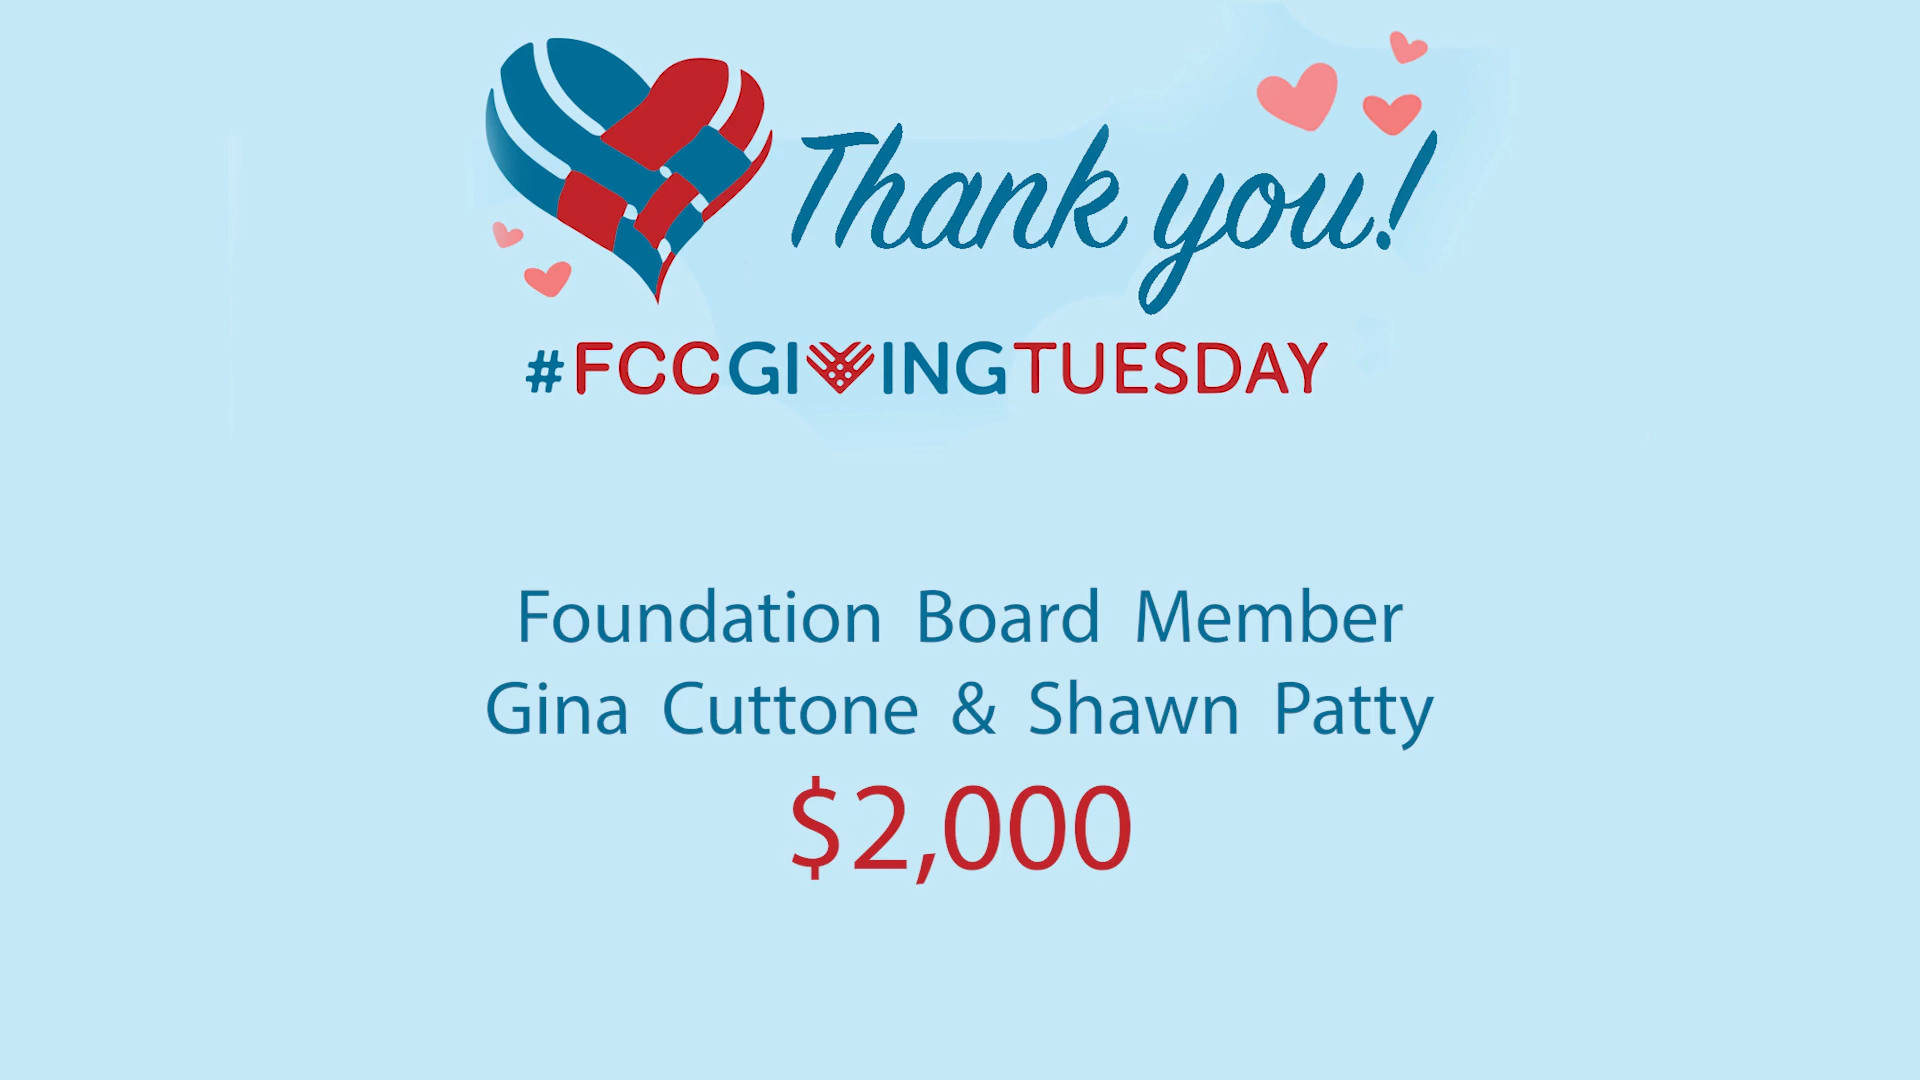 Thank you!
#FCCGIVINGTUESDAY
Foundation Board Member
Gina Cuttone & Shawn Patty
$2,000